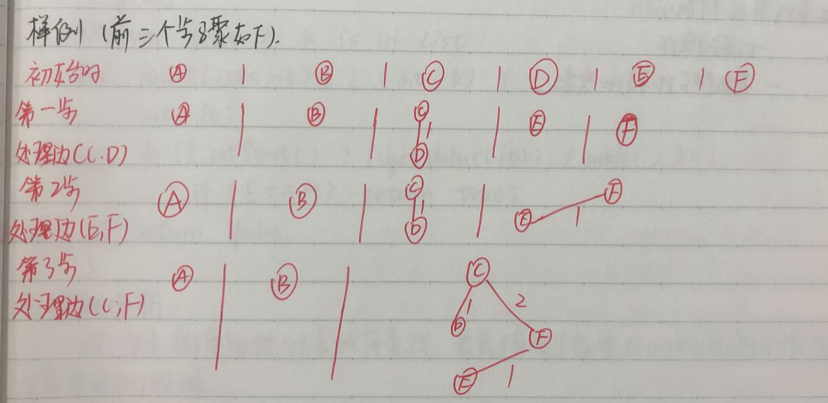 样例 (前三个步骤如下).
初始时 A | B | C | D | E | F
第一步 A | B | C 1 D | E | F
处理边(C,D)
第2步 A | B | C 1 D | E 1 F
处理边(E,F)
第3步 A | B | C 1 D 2 F 1 E
处理边(C,F)